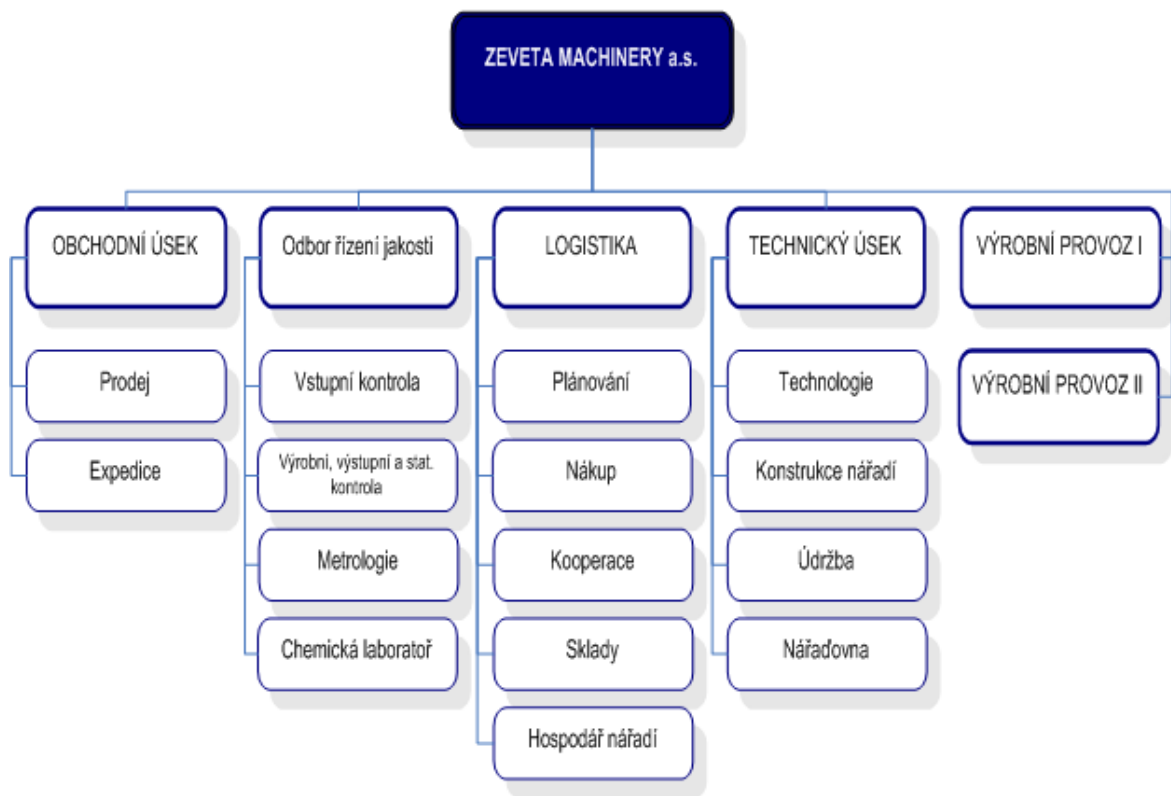 ZEVETA MACHINERY a.s.
OBCHODNÍ ÚSEK
Prodej
Expedice
Odbor řízení jakosti
Vstupní kontrola
Výrobní, výstupní a stat.
kontrola
Metrologie
Chemická laboratoř
LOGISTIKA
Plánování
Nákup
Kooperace
Sklady
Hospodář nářadí
TECHNICKÝ ÚSEK
Technologie
Konstrukce nářadí
Údržba
Nářaďovna
VÝROBNÍ PROVOZ I
VÝROBNÍ PROVOZ II